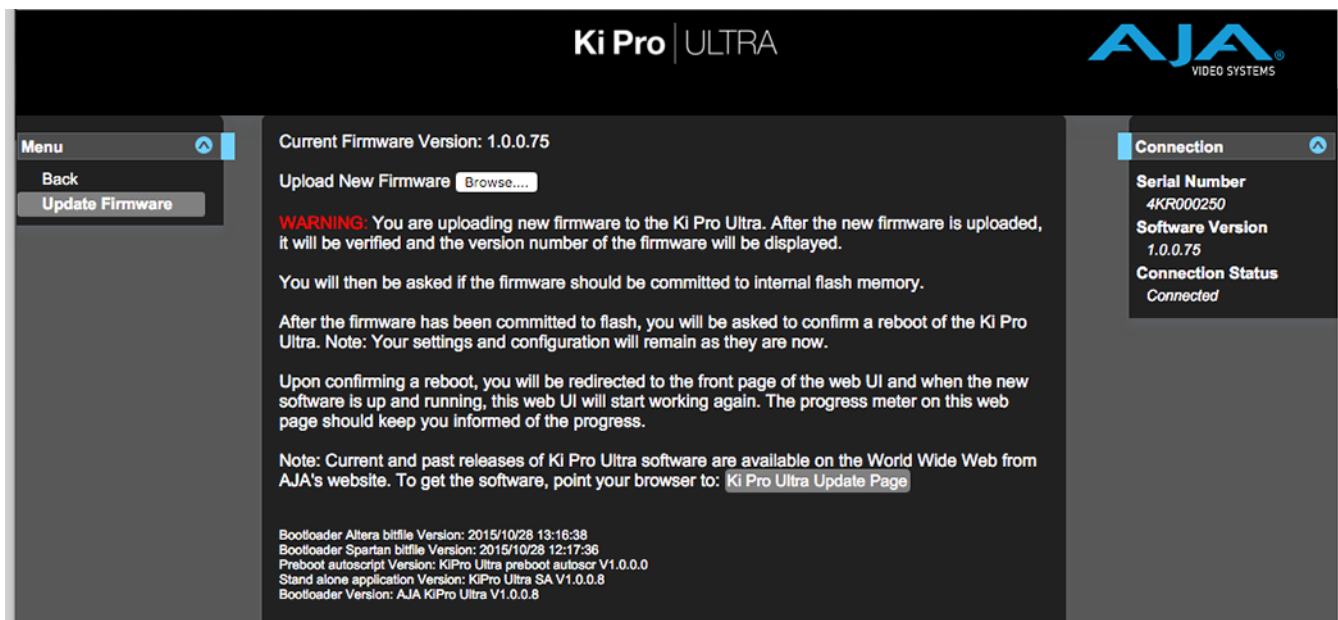 Ki Pro | ULTRA
AJA®
VIDEO SYSTEMS
Menu
Back
Update Firmware
Current Firmware Version: 1.0.0.75
Upload New Firmware Browse....
WARNING: You are uploading new firmware to the Ki Pro Ultra. After the new firmware is uploaded,
it will be verified and the version number of the firmware will be displayed.
You will then be asked if the firmware should be committed to internal flash memory.
After the firmware has been committed to flash, you will be asked to confirm a reboot of the Ki Pro
Ultra. Note: Your settings and configuration will remain as they are now.
Upon confirming a reboot, you will be redirected to the front page of the web UI and when the new
software is up and running, this web UI will start working again. The progress meter on this web
page should keep you informed of the progress.
Note: Current and past releases of Ki Pro Ultra software are available on the World Wide Web from
AJA's website. To get the software, point your browser to: Ki Pro Ultra Update Page
Bootloader Altera bitfile Version: 2015/10/28 13:16:38
Bootloader Spartan bitfile Version: 2015/10/28 12:17:36
Preboot autoscript Version: KiPro Ultra preboot autoscr V1.0.0.0
Stand alone application Version: KiPro Ultra SA V1.0.0.8
Bootloader Version: AJA KiPro Ultra V1.0.0.8
Connection
Serial Number
4KR000250
Software Version
1.0.0.75
Connection Status
Connected